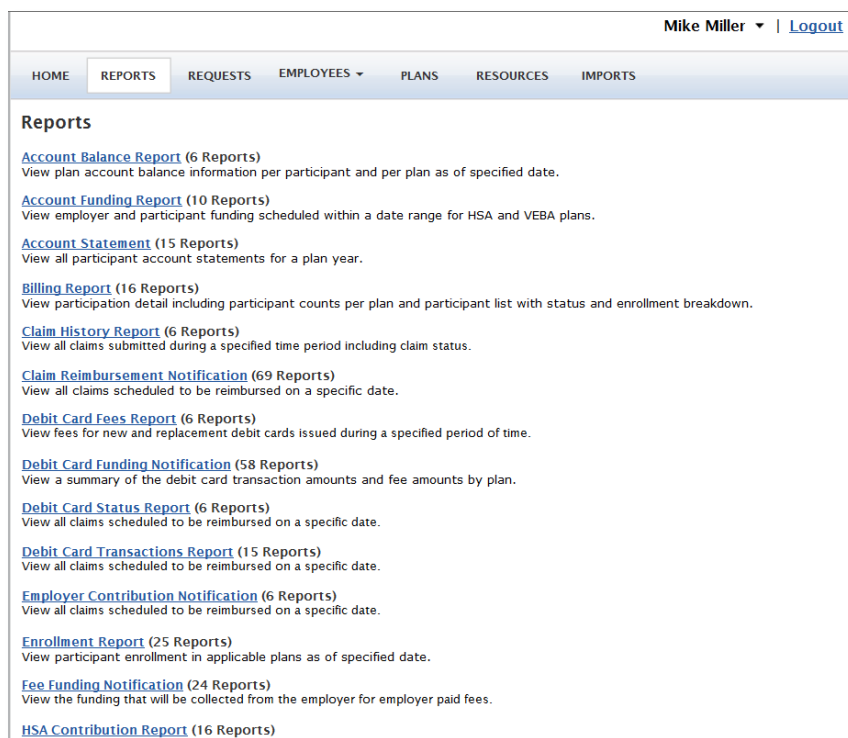 Mike Miller ▼ | Logout
HOME REPORTS REQUESTS EMPLOYEES ▼ PLANS RESOURCES IMPORTS
Reports
Account Balance Report (6 Reports)
View plan account balance information per participant and per plan as of specified date.
Account Funding Report (10 Reports)
View employer and participant funding scheduled within a date range for HSA and VEBA plans.
Account Statement (15 Reports)
View all participant account statements for a plan year.
Billing Report (16 Reports)
View participation detail including participant counts per plan and participant list with status and enrollment breakdown.
Claim History Report (6 Reports)
View all claims submitted during a specified time period including claim status.
Claim Reimbursement Notification (69 Reports)
View all claims scheduled to be reimbursed on a specific date.
Debit Card Fees Report (6 Reports)
View fees for new and replacement debit cards issued during a specified period of time.
Debit Card Funding Notification (58 Reports)
View a summary of the debit card transaction amounts and fee amounts by plan.
Debit Card Status Report (6 Reports)
View all claims scheduled to be reimbursed on a specific date.
Debit Card Transactions Report (15 Reports)
View all claims scheduled to be reimbursed on a specific date.
Employer Contribution Notification (6 Reports)
View all claims scheduled to be reimbursed on a specific date.
Enrollment Report (25 Reports)
View participant enrollment in applicable plans as of specified date.
Fee Funding Notification (24 Reports)
View the funding that will be collected from the employer for employer paid fees.
HSA Contribution Report (16 Reports)